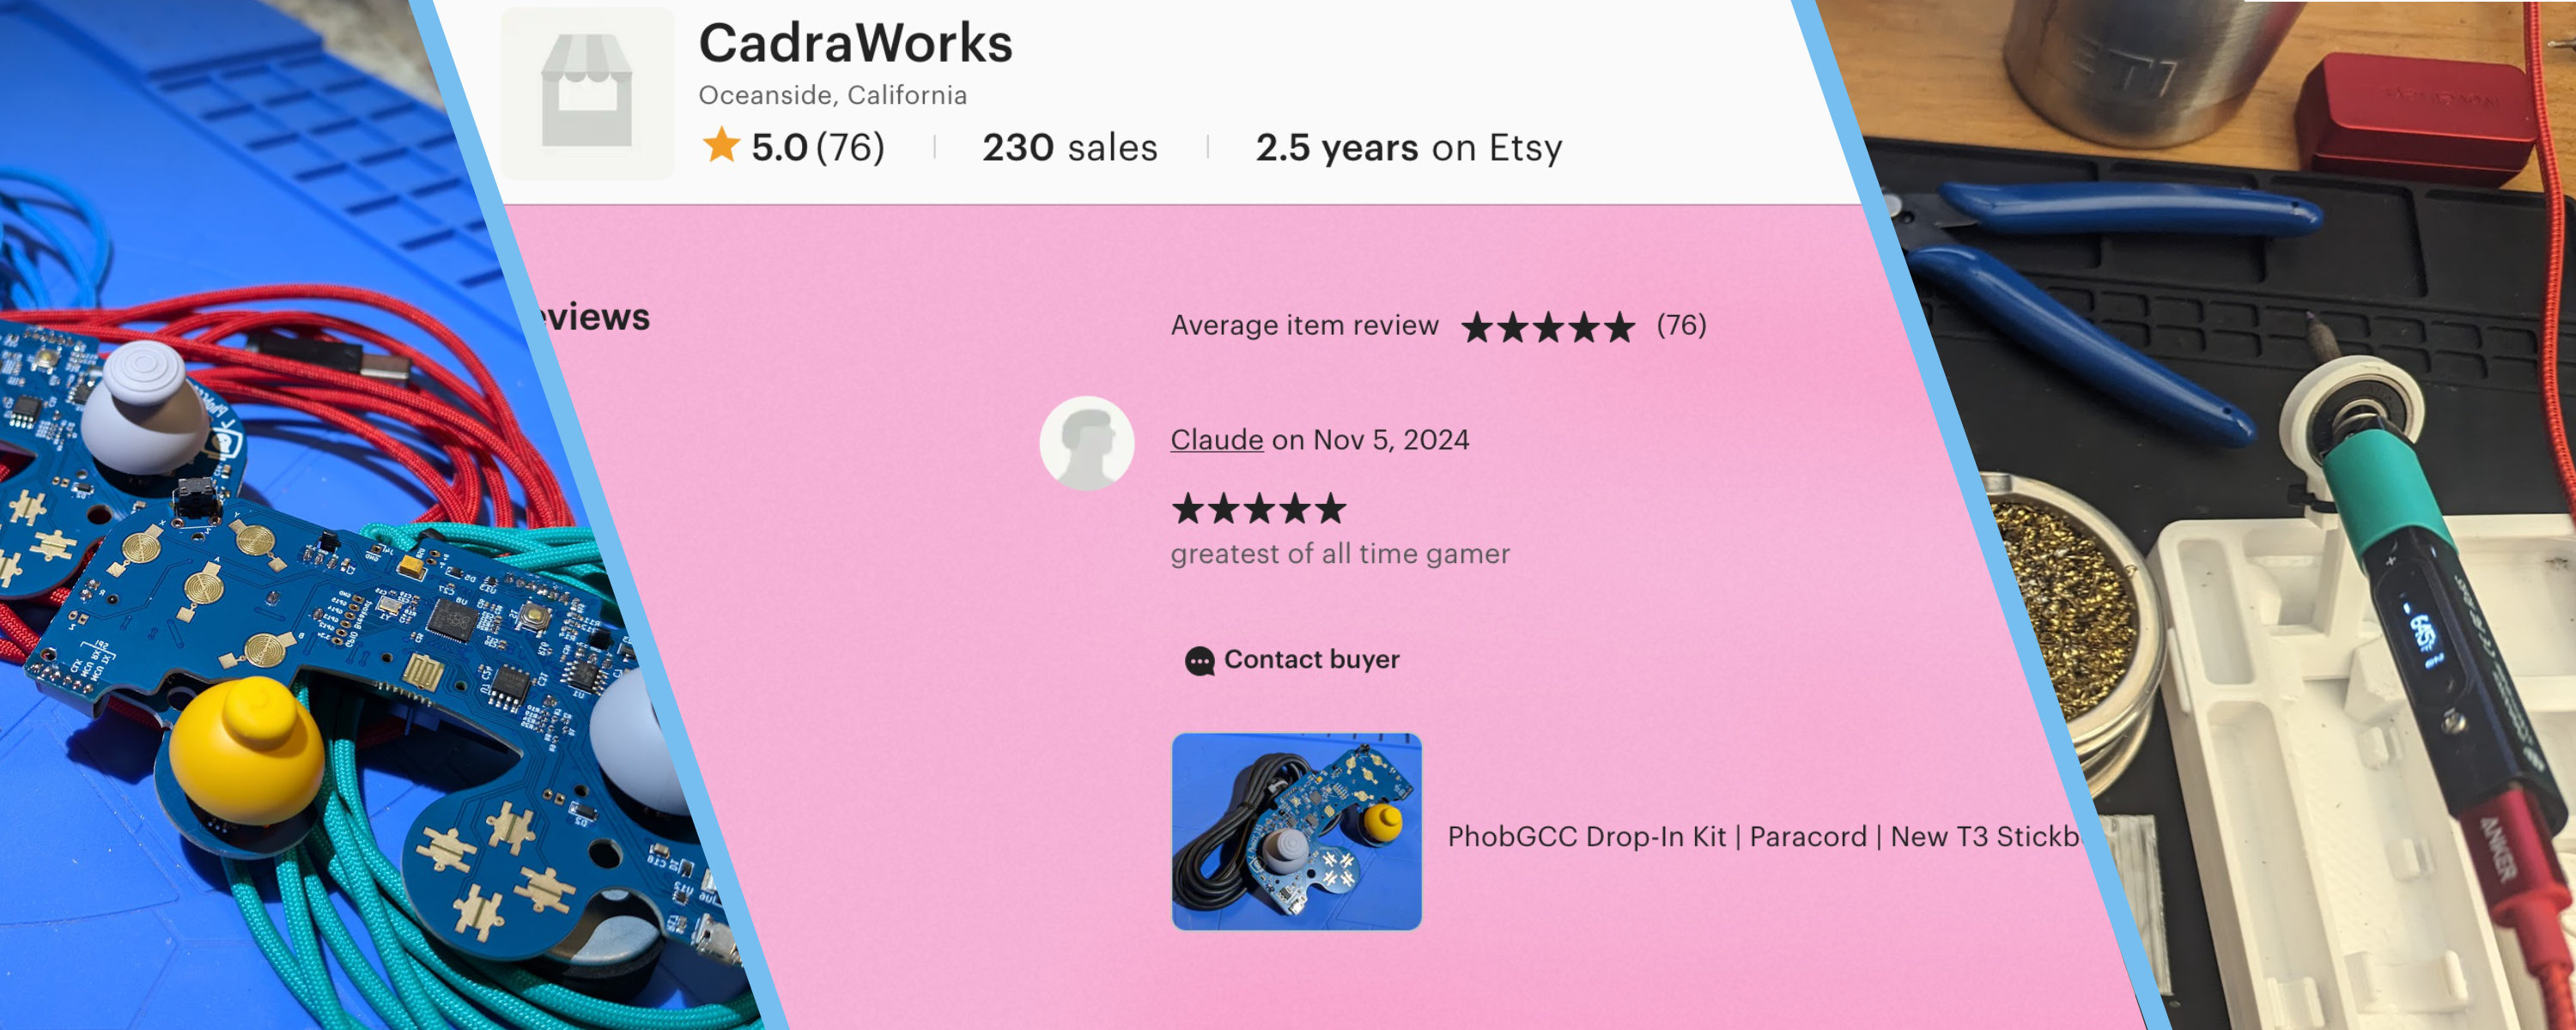 CadraWorks
Oceanside, California
5.0 (76) 230 sales 2.5 years on Etsy
eviews
Average item review (76)
Claude on Nov 5, 2024
greatest of all time gamer
Contact buyer
PhobGCC Drop-In Kit | Paracord | New T3 Stickb
ETI
ANKER